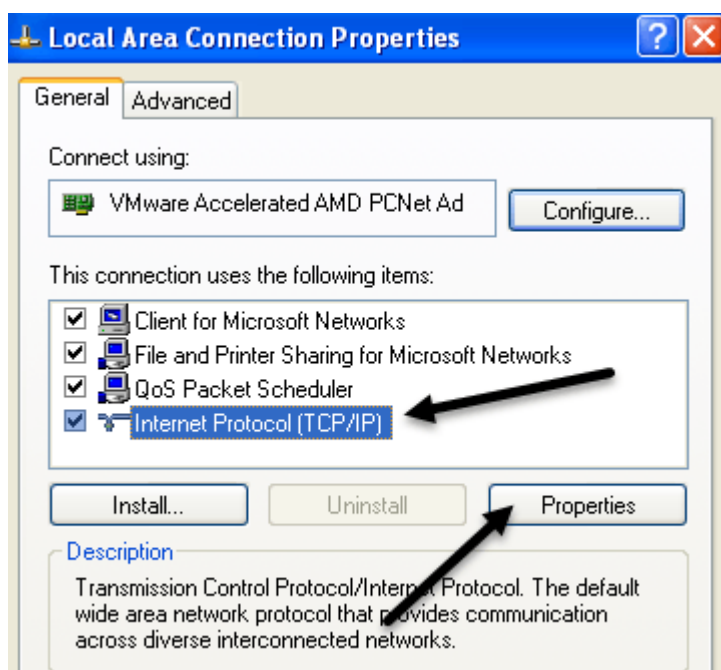 Local Area Connection Properties
General
Advanced
Connect using:
VMware Accelerated AMD PCNet Ad
Configure...
This connection uses the following items:
Client for Microsoft Networks
File and Printer Sharing for Microsoft Networks
QoS Packet Scheduler
Internet Protocol (TCP/IP)
Install...
Uninstall
Properties
Description
Transmission Control Protocol/Internet Protocol. The default
wide area network protocol that provides communication
across diverse interconnected networks.